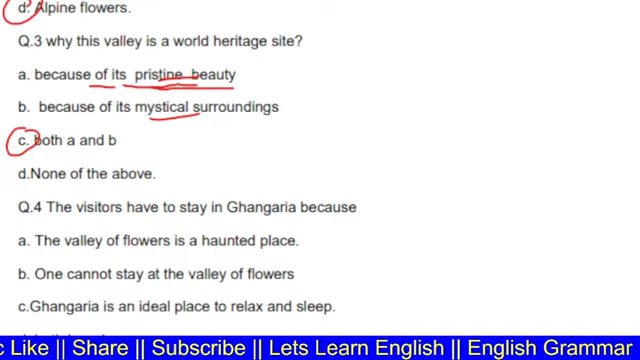 d. Alpine flowers.
Q.3 why this valley is a world heritage site?
a. because of its pristine beauty
b. because of its mystical surroundings
c. both a and b
d.None of the above.
Q.4 The visitors have to stay in Ghangaria because
a. The valley of flowers is a haunted place.
b. One cannot stay at the valley of flowers
c.Ghangaria is an ideal place to relax and sleep.
c Like || Share || Subscribe || Lets Learn English || English Grammar